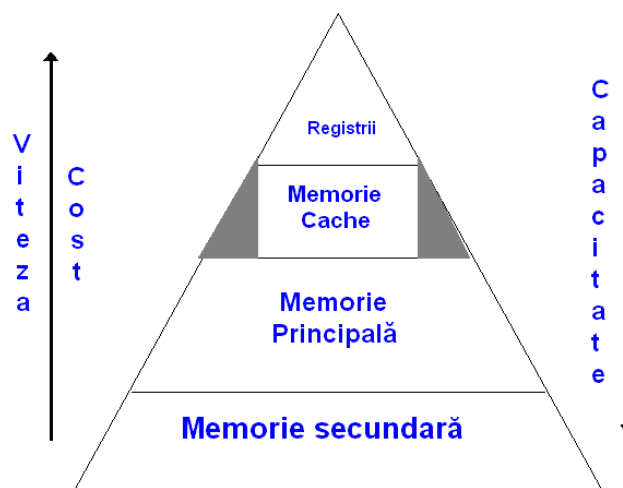 Viteza
Cost
Registrii
Memorie
Cache
Memorie
Principală
Memorie secundară
Capacitate